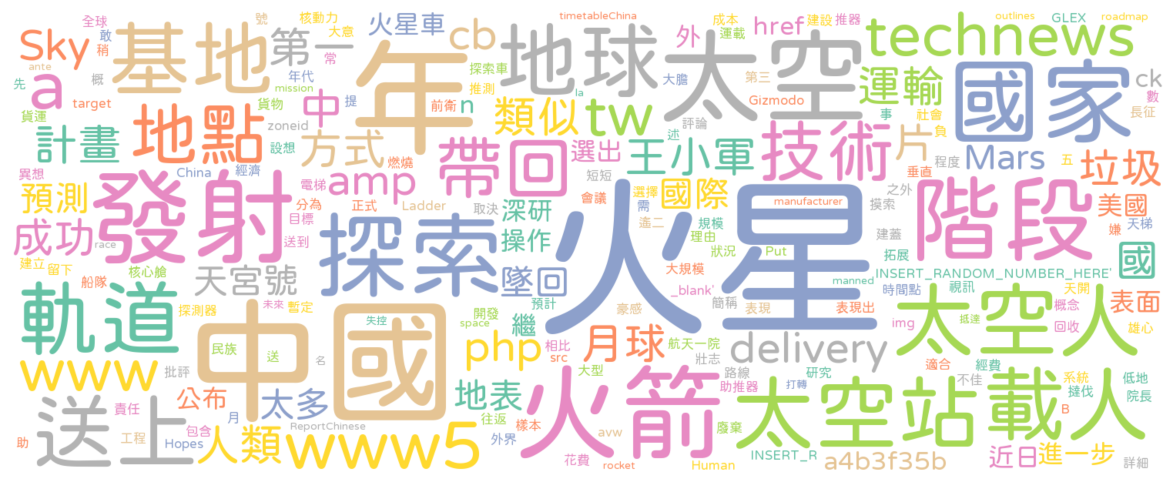 全球 敢 號 核動力 大意 火星車 timetableChina 推器 成本 運載 建設 outlines GLEX roadmap
Sky 稍 基地 第一 常 cb 地球 外 href technews
ante 先 概 年代 年 探索車 太空 第三 大膽 運輸 國家 ck
a target 貨物 mission 提 中 前衛 推測 n la Gizmodo 數
貨運 地點 zoneid 類似 tw 評論 事 社會 長征
計畫 設想 方式 燃燒 述 選出 王小軍 技術 片 負 Mars 五 垃圾
異想 China 經濟 電梯 amp 帶回 短短 程度 垂直
預測 發射 分為 正式 Ladder 取決 會議 選擇 國際 manufacturer 之外 階段 美國
成功 目標 探索 深研 需 遙二 規模 火星 摸索 天梯 嫌
race 送到 操作 理由 狀況 Put 建蓋 拓展 國
建立 留下 核心艙 天宮號 墜回 大規模 INSERT_RANDOM_NUMBER_HERE'
船隊 未來 _blank' manned 時間點 視訊 天開 表面
軌道 探測器 暫定 預計 豪感 簡稱 表現 表現出 概念
中國 失控 開發 繼 月球 img 太空人 抵達 回收
民族 space php 相比 航天一院 壯志 delivery 雄心
www 批評 送 名 src 大型 路線 研究 適合 經費 系統 低地
送上 公布 月 太多 地表 火箭 助推器 打轉 太空站 不佳 載人 撻伐 院長
責任 包含 ReportChinese 往返 樣本 B
助 工程 Hopes 人類 www5 外界 avw 廢棄 INSERT_R 近日 進一步
花費 rocket Human a4b3f35b 詳細